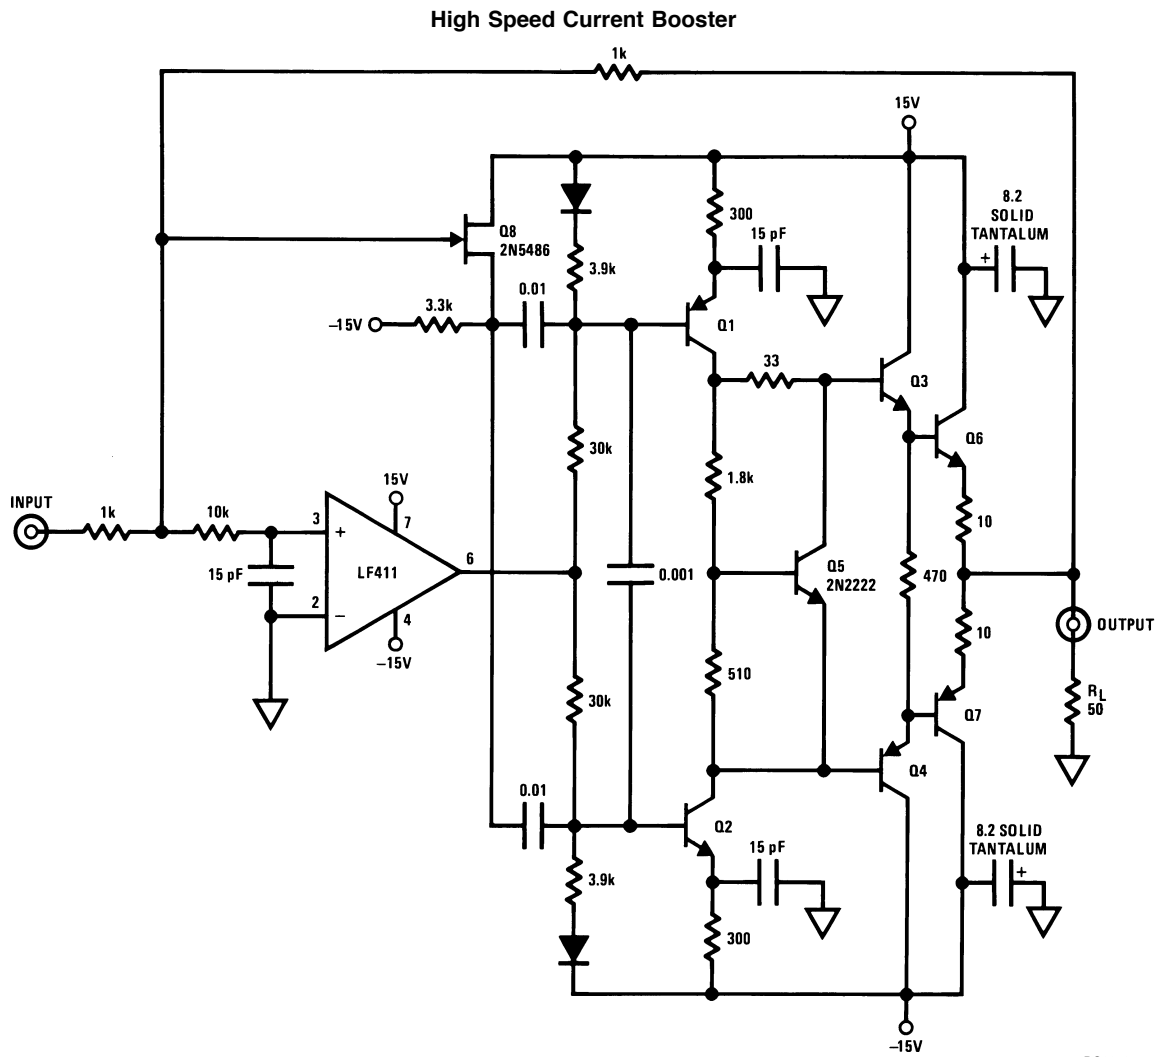 High Speed Current Booster
1k
15V
8.2
SOLID
TANTALUM
+
300
15 pF
Q8
2N5486
3.9k
0.01
3.3k
–15V
Q1
33
Q3
Q6
30k
1.8k
15V
INPUT
1k
10k
3
+
7
10
6
LF411
15 pF
0.001
Q5
2N2222
470
2
–
4
–15V
10
OUTPUT
510
30k
RL
50
Q7
Q4
0.01
Q2
8.2 SOLID
TANTALUM
+
15 pF
3.9k
300
–15V